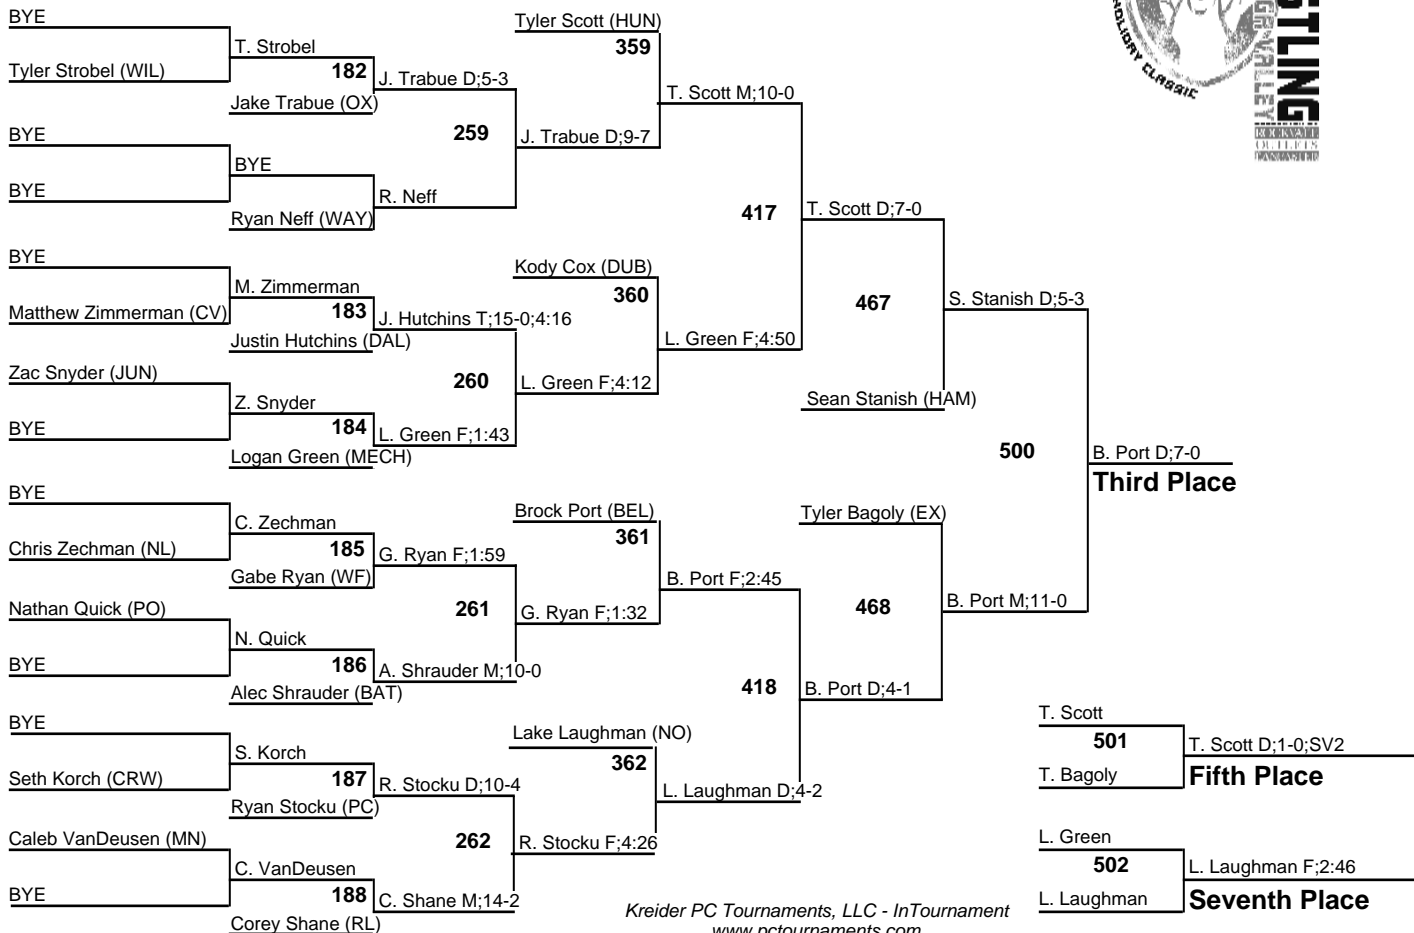 BYE
Tyler Strobel (WIL)
BYE
BYE
BYE
Matthew Zimmerman (CV)
Zac Snyder (JUN)
BYE
BYE
Chris Zechman (NL)
Nathan Quick (PO)
BYE
BYE
Seth Korch (CRW)
Caleb VanDeusen (MN)
BYE
T. Strobel
182
Jake Trabue (OX)
BYE
Ryan Neff (WAY)
M. Zimmerman
183
Justin Hutchins (DAL)
Z. Snyder
184
Logan Green (MECH)
C. Zechman
185
Gabe Ryan (WF)
N. Quick
186
Alec Shrauder (BAT)
S. Korch
187
Ryan Stocku (PC)
C. VanDeusen
188
Corey Shane (RL)
J. Trabue D;5-3
259
R. Neff
J. Hutchins T;15-0;4:16
260
L. Green F;1:43
G. Ryan F;1:59
261
A. Shrauder M;10-0
R. Stocku D;10-4
262
C. Shane M;14-2
Tyler Scott (HUN)
359
J. Trabue D;9-7
Kody Cox (DUB)
360
L. Green F;4:12
Brock Port (BEL)
361
G. Ryan F;1:32
Lake Laughman (NO)
362
R. Stocku F;4:26
T. Scott M;10-0
417
L. Green F;4:50
B. Port F;2:45
418
L. Laughman D;4-2
T. Scott D;7-0
467
Sean Stanish (HAM)
Tyler Bagoly (EX)
468
B. Port D;4-1
S. Stanish D;5-3
500
B. Port M;11-0
B. Port D;7-0
Third Place
T. Scott
501
T. Bagoly
T. Scott D;1-0;SV2
Fifth Place
L. Green
502
L. Laughman
L. Laughman F;2:46
Seventh Place
HOLIDAY CLASSIC
VALLEY
ROCKVALE
OUTLETS
LANCASTER
Kreider PC Tournaments, LLC - InTournament
www.pctournaments.com